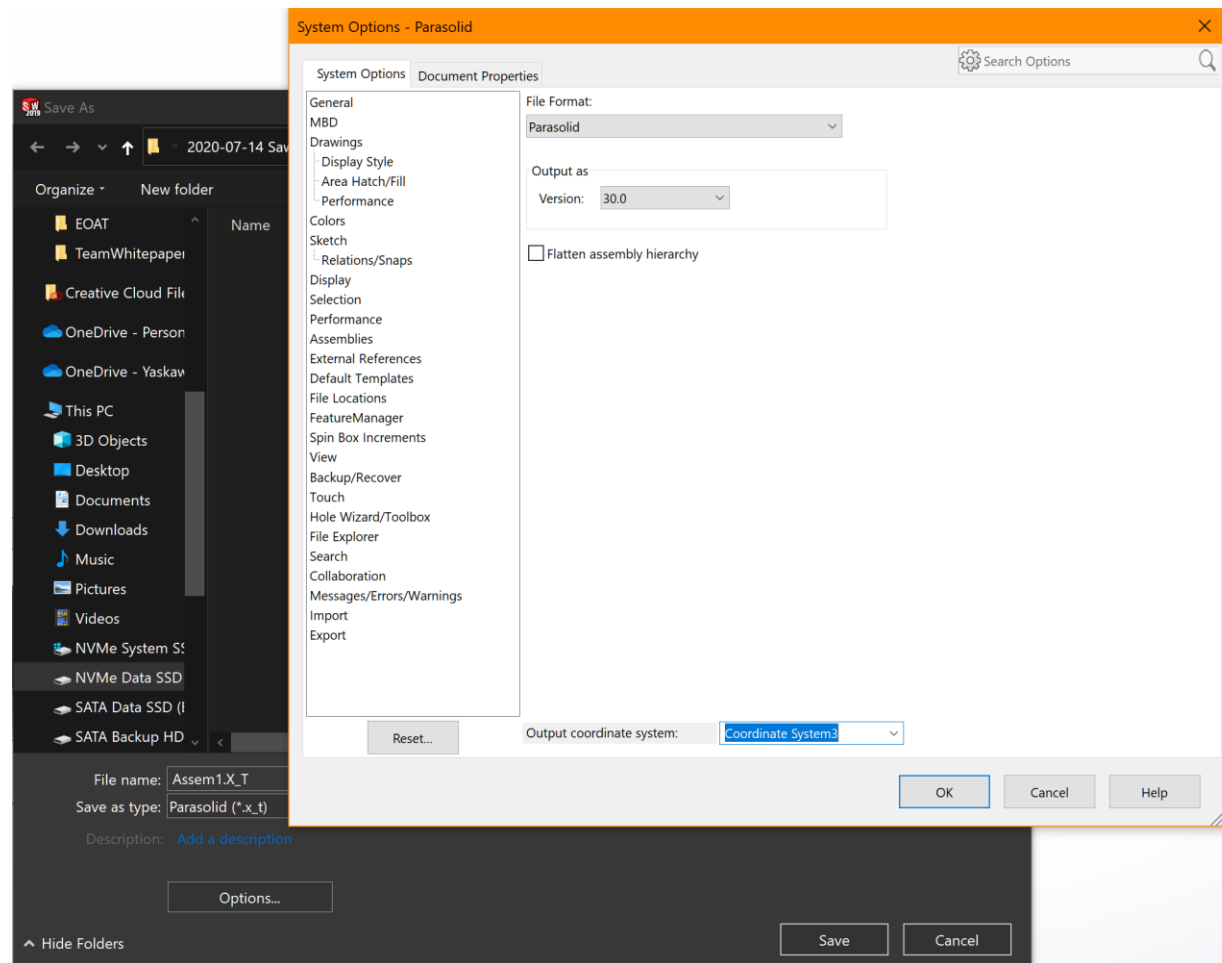 System Options - Parasolid
Search Options
System Options
Document Properties
General
MBD
Drawings
Display Style
Area Hatch/Fill
Performance
Colors
Sketch
Relations/Snaps
Display
Selection
Performance
Assemblies
External References
Default Templates
File Locations
FeatureManager
Spin Box Increments
View
Backup/Recover
Touch
Hole Wizard/Toolbox
File Explorer
Search
Collaboration
Messages/Errors/Warnings
Import
Export
Reset...
File Format:
Parasolid
Output as
Version: 30.0
Flatten assembly hierarchy
Output coordinate system: Coordinate System3
OK Cancel Help
SW 2019 Save As
2020-07-14 Sav
Organize New folder
Name
EOAT
TeamWhitepaper
Creative Cloud File
OneDrive - Person
OneDrive - Yaskaw
This PC
3D Objects
Desktop
Documents
Downloads
Music
Pictures
Videos
NVMe System SS
NVMe Data SSD
SATA Data SSD (E
SATA Backup HD
File name: Assem1.X_T
Save as type: Parasolid (*.x_t)
Description: Add a description
Options...
Hide Folders
Save Cancel